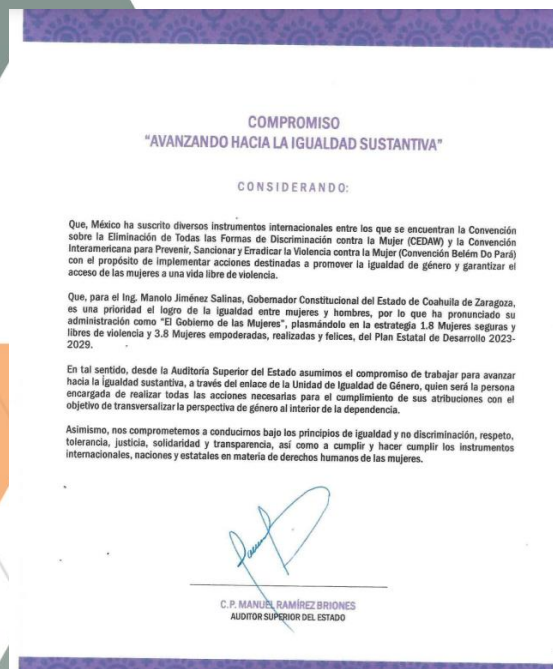 COMPROMISO
“AVANZANDO HACIA LA IGUALDAD SUSTANTIVA”
CONSIDERANDO:
Que, México ha suscrito diversos instrumentos internacionales entre los que se encuentran la Convención
sobre la Eliminación de Todas las Formas de Discriminación contra la Mujer (CEDAW) y la Convención
Interamericana para Prevenir, Sancionar y Erradicar la Violencia contra la Mujer (Convención Belém Do Pará)
con el propósito de implementar acciones destinadas a promover la igualdad de género y garantizar el
acceso de las mujeres a una vida libre de violencia.
Que, para el Ing. Manolo Jiménez Salinas, Gobernador Constitucional del Estado de Coahuila de Zaragoza,
es una prioridad el logro de la igualdad entre mujeres y hombres, por lo que ha pronunciado su
administración como "El Gobierno de las Mujeres", plasmándolo en la estrategia 1.8 Mujeres seguras y
libres de violencia y 3.8 Mujeres empoderadas, realizadas y felices, del Plan Estatal de Desarrollo 2023-
2029.
En tal sentido, desde la Auditoría Superior del Estado asumimos el compromiso de trabajar para avanzar
hacia la igualdad sustantiva, a través del enlace de la Unidad de Igualdad de Género, quien será la persona
encargada de realizar todas las acciones necesarias para el cumplimiento de sus atribuciones con el
objetivo de transversalizar la perspectiva de género al interior de la dependencia.
Asimismo, nos comprometemos a conducirnos bajo los principios de igualdad y no discriminación, respeto,
tolerancia, justicia, solidaridad y transparencia, así como a cumplir y hacer cumplir los instrumentos
internacionales, naciones y estatales en materia de derechos humanos de las mujeres.
C.P. MANUEL RAMÍREZ BRIONES
AUDITOR SUPERIOR DEL ESTADO